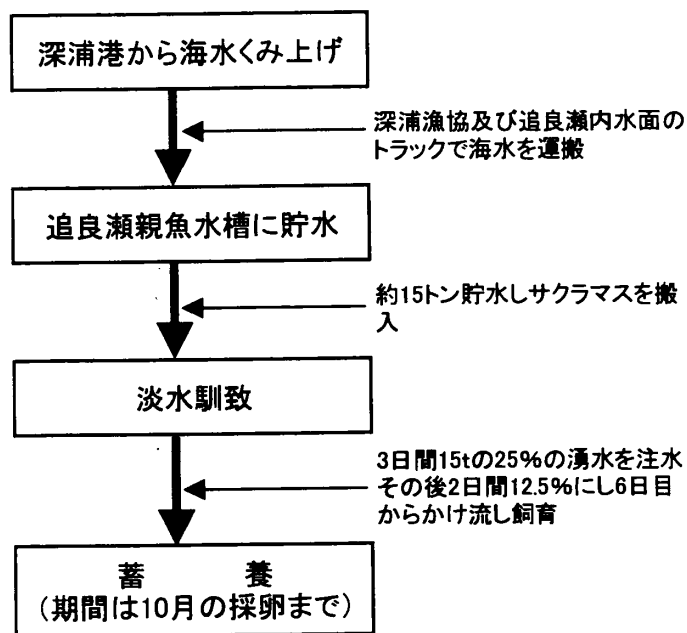 深浦港から海水くみ上げ
深浦漁協及び追良瀬内水面の
トラックで海水を運搬
追良瀬親魚水槽に貯水
約15トン貯水しサクラマスを搬
入
淡水馴致
3日間15tの25%の湧水を注水
その後2日間12.5%にし6日目
からかけ流し飼育
蓄　　　養
(期間は10月の採卵まで)